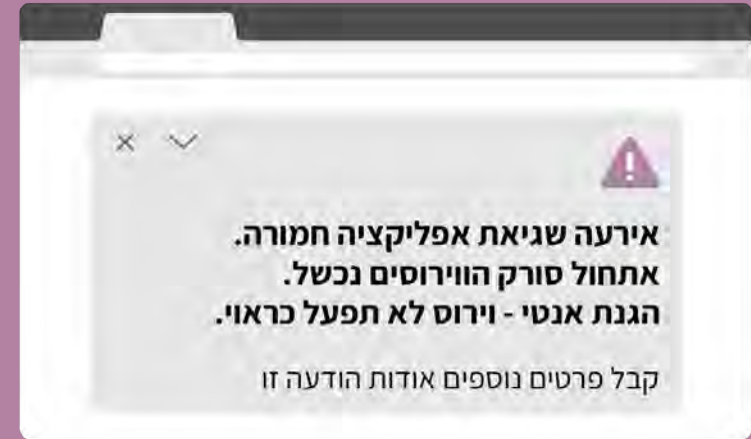 אירעה שגיאת אפליקציה חמורה.
אתחול סורק הווירוסים נכשל.
הגנת אנטי - וירוס לא תפעל כראוי.
קבל פרטים נוספים אודות הודעה זו